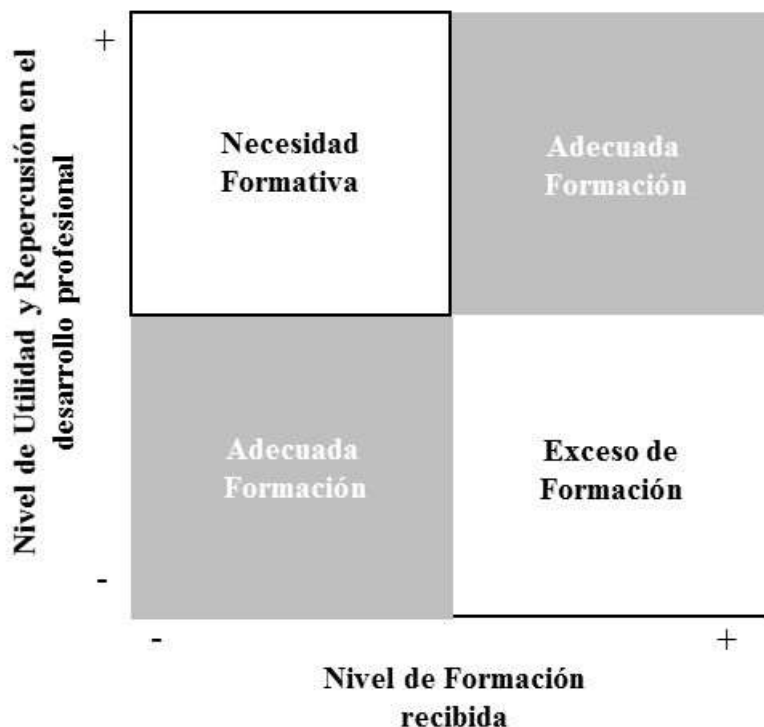 Nivel de Utilidad y Repercusión en el
desarrollo profesional
+
Necesidad
Formativa
Adecuada
Formación
Adecuada
Formación
Exceso de
Formación
-
-
+
Nivel de Formación
recibida